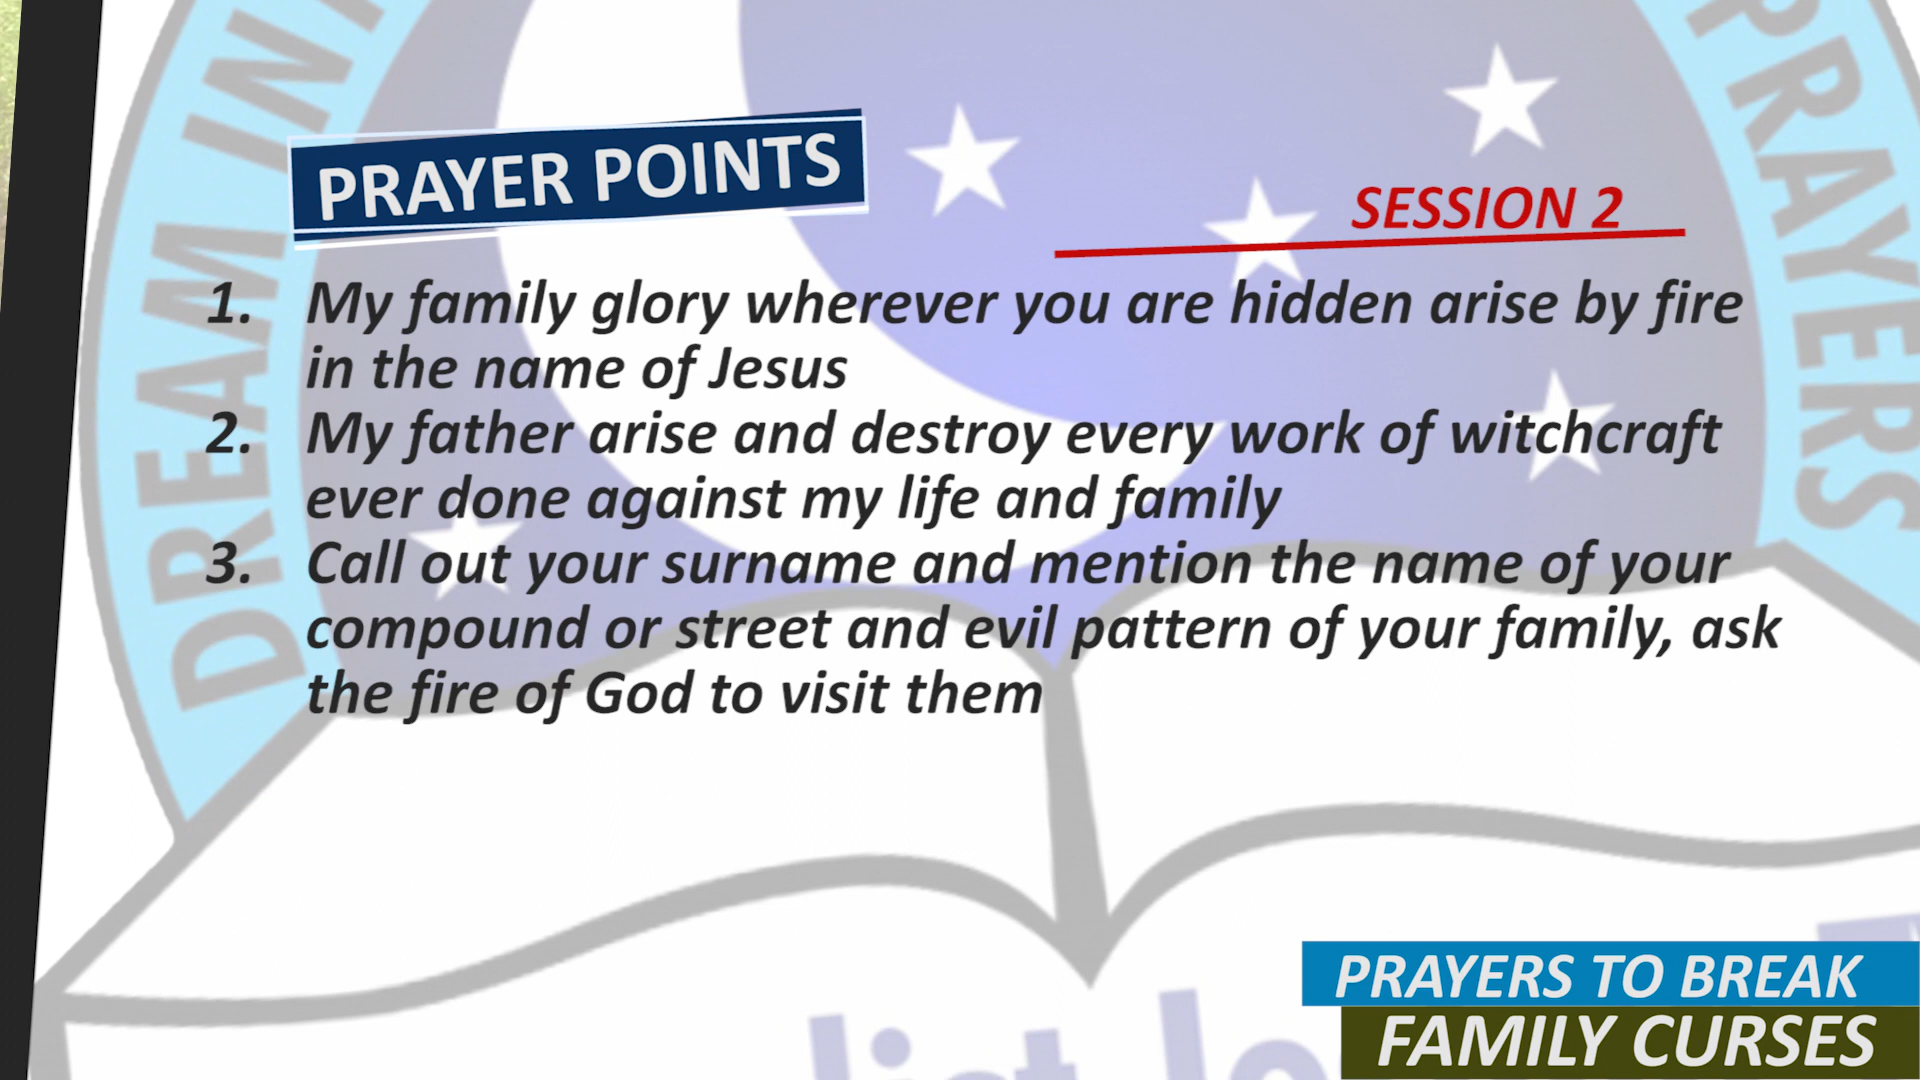 DREAM IN
PRAYERS
PRAYER POINTS
SESSION 2
1. My family glory wherever you are hidden arise by fire
in the name of Jesus
2. My father arise and destroy every work of witchcraft
ever done against my life and family
3. Call out your surname and mention the name of your
compound or street and evil pattern of your family, ask
the fire of God to visit them
PRAYERS TO BREAK
FAMILY CURSES